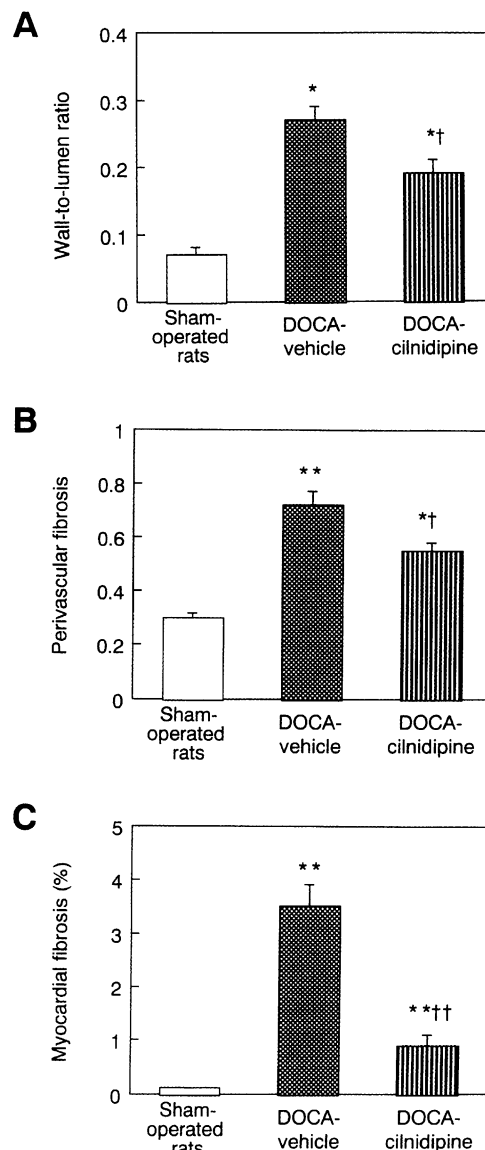 A
Wall-to-lumen ratio
0.4
0.3
0.2
0.1
0
*
*†
Sham-
operated
rats
DOCA-
vehicle
DOCA-
cilnidipine
B
Perivascular fibrosis
1
0.8
0.6
0.4
0.2
0
**
*†
Sham-
operated
rats
DOCA-
vehicle
DOCA-
cilnidipine
C
Myocardial fibrosis (%)
5
4
3
2
1
0
**
**††
Sham-
operated
rats
DOCA-
vehicle
DOCA-
cilnidipine